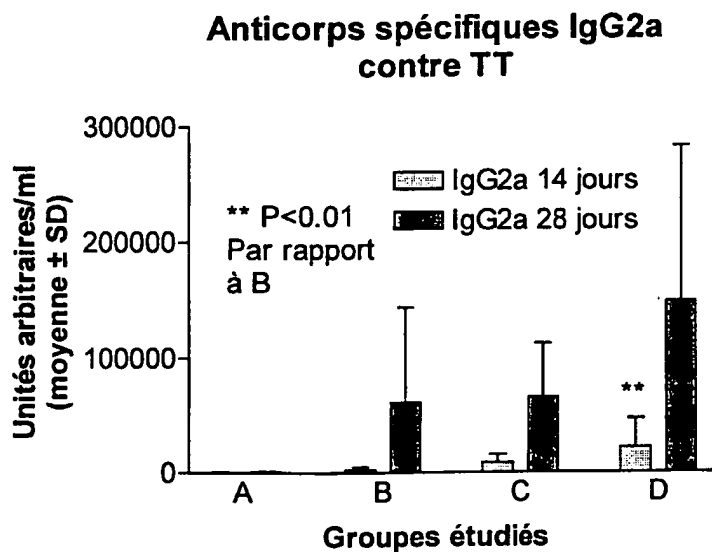 Anticorps spécifiques IgG2a
contre TT
Unités arbitraires/ml
(moyenne ± SD)
300000
200000
100000
0
** P<0.01
Par rapport
à B
IgG2a 14 jours
IgG2a 28 jours
**
A
B
C
D
Groupes étudiés